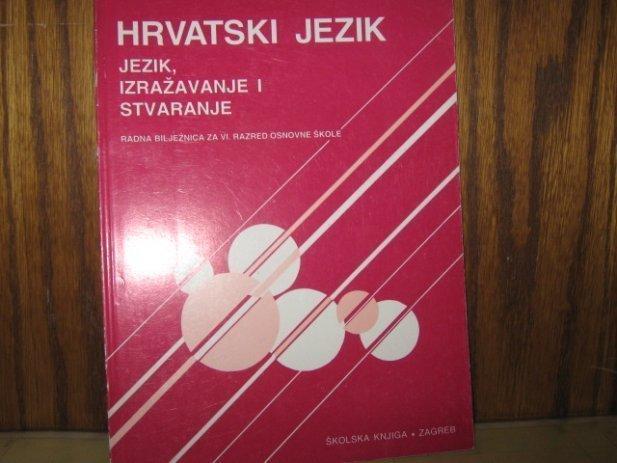 HRVATSKI JEZIK
JEZIK,
IZRAŽAVANJE I
STVARANJE
RADNA BILJEŽNICA ZA VI. RAZRED OSNOVNE ŠKOLE
ŠKOLSKA KNJIGA • ZAGREB